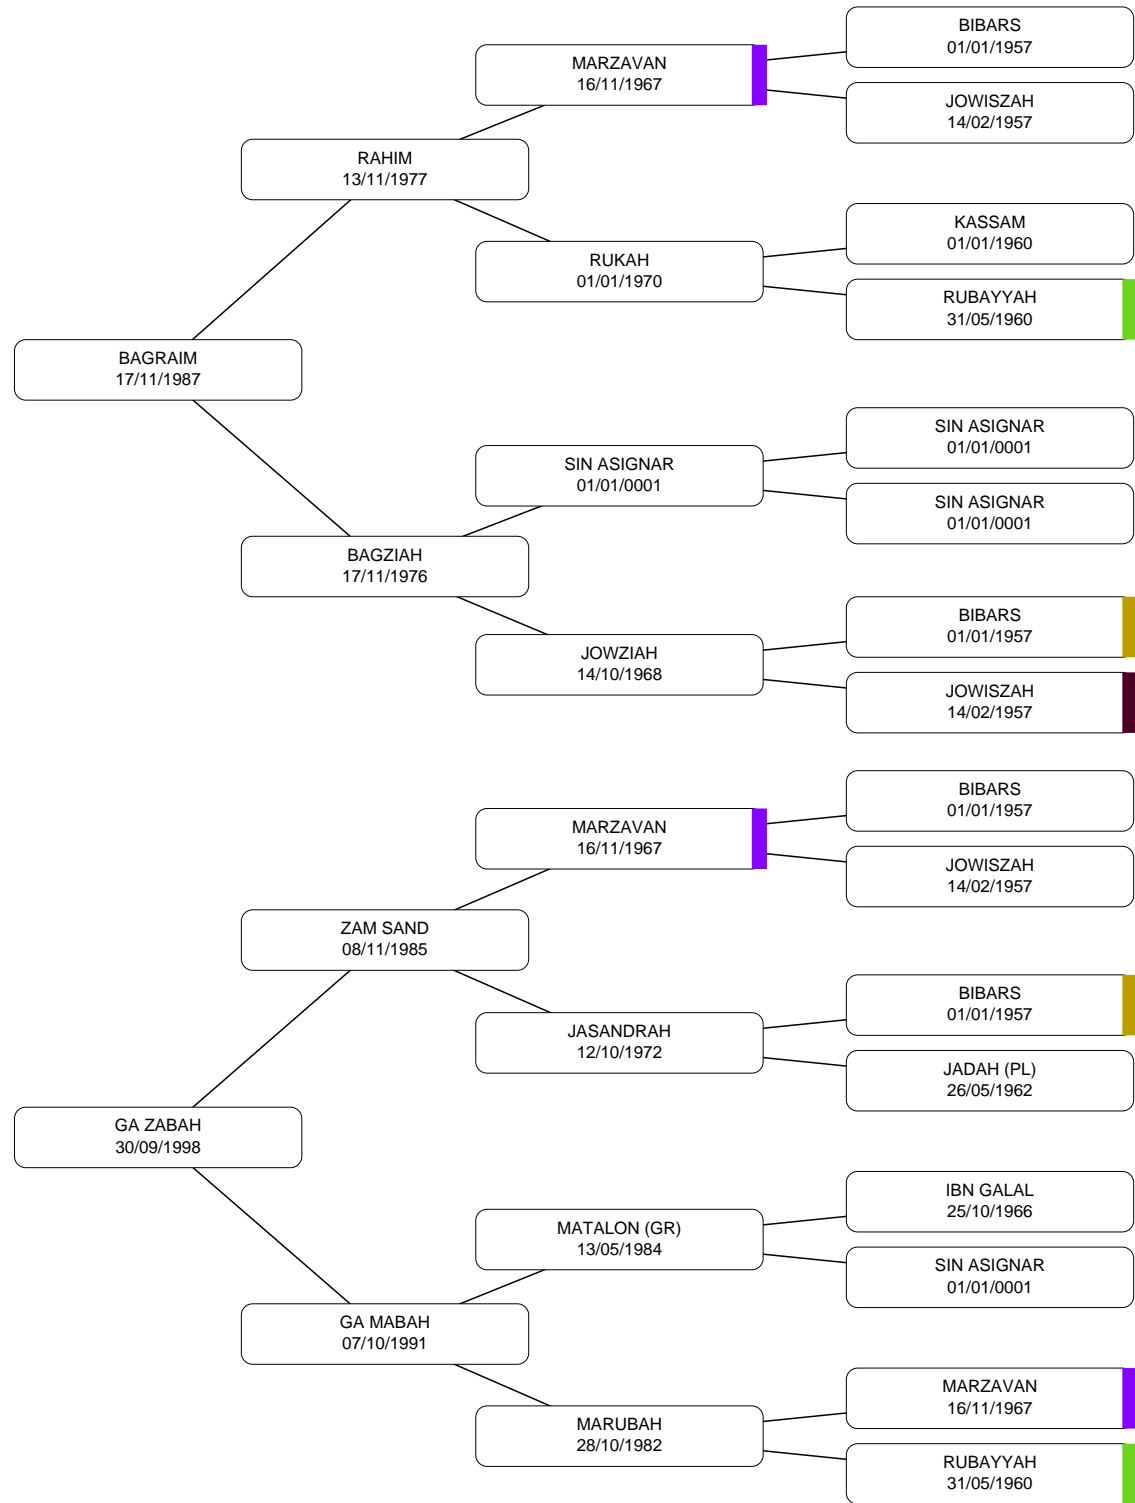 BIBARS
01/01/1957
MARZAVAN
16/11/1967
JOWISZAH
14/02/1957
RAHIM
13/11/1977
KASSAM
01/01/1960
RUKAH
01/01/1970
RUBAYYAH
31/05/1960
BAGRAIM
17/11/1987
SIN ASIGNAR
01/01/0001
SIN ASIGNAR
01/01/0001
SIN ASIGNAR
01/01/0001
BAGZIAH
17/11/1976
BIBARS
01/01/1957
JOWZIAH
14/10/1968
JOWISZAH
14/02/1957
BIBARS
01/01/1957
MARZAVAN
16/11/1967
JOWISZAH
14/02/1957
ZAM SAND
08/11/1985
BIBARS
01/01/1957
JASANDRAH
12/10/1972
JADAH (PL)
26/05/1962
GA ZABAH
30/09/1998
IBN GALAL
25/10/1966
MATALON (GR)
13/05/1984
SIN ASIGNAR
01/01/0001
GA MABAH
07/10/1991
MARZAVAN
16/11/1967
MARUBAH
28/10/1982
RUBAYYAH
31/05/1960